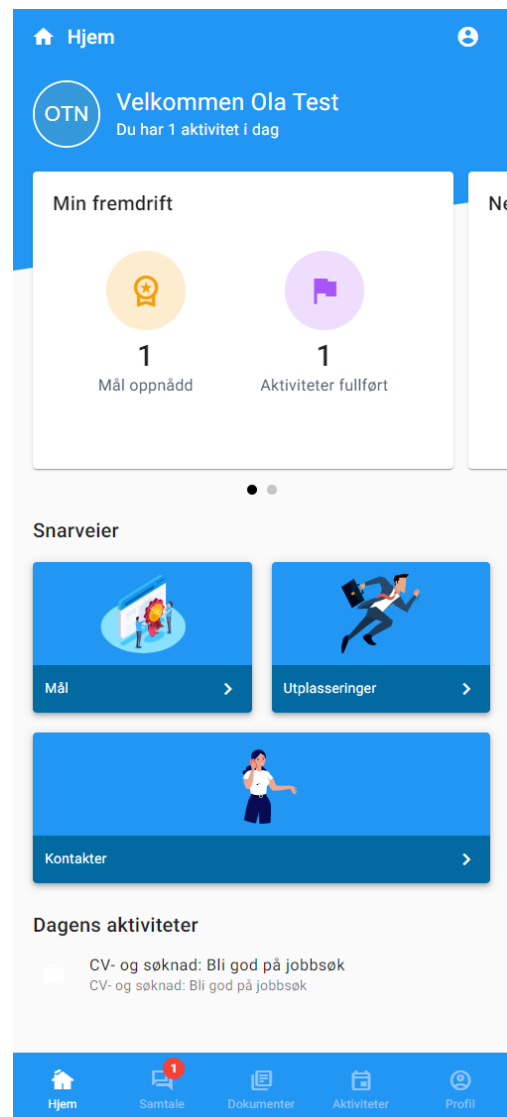 Hjem
OTN
Velkommen Ola Test
Du har 1 aktivitet i dag
Min fremdrift
Ne
1
1
Mål oppnådd
Aktiviteter fullført
Snarveier
Mål
Utplasseringer
Kontakter
Dagens aktiviteter
CV- og søknad: Bli god på jobbsøk
CV- og søknad: Bli god på jobbsøk
1
Hjem
Samtale
Dokumenter
Aktiviteter
Profil